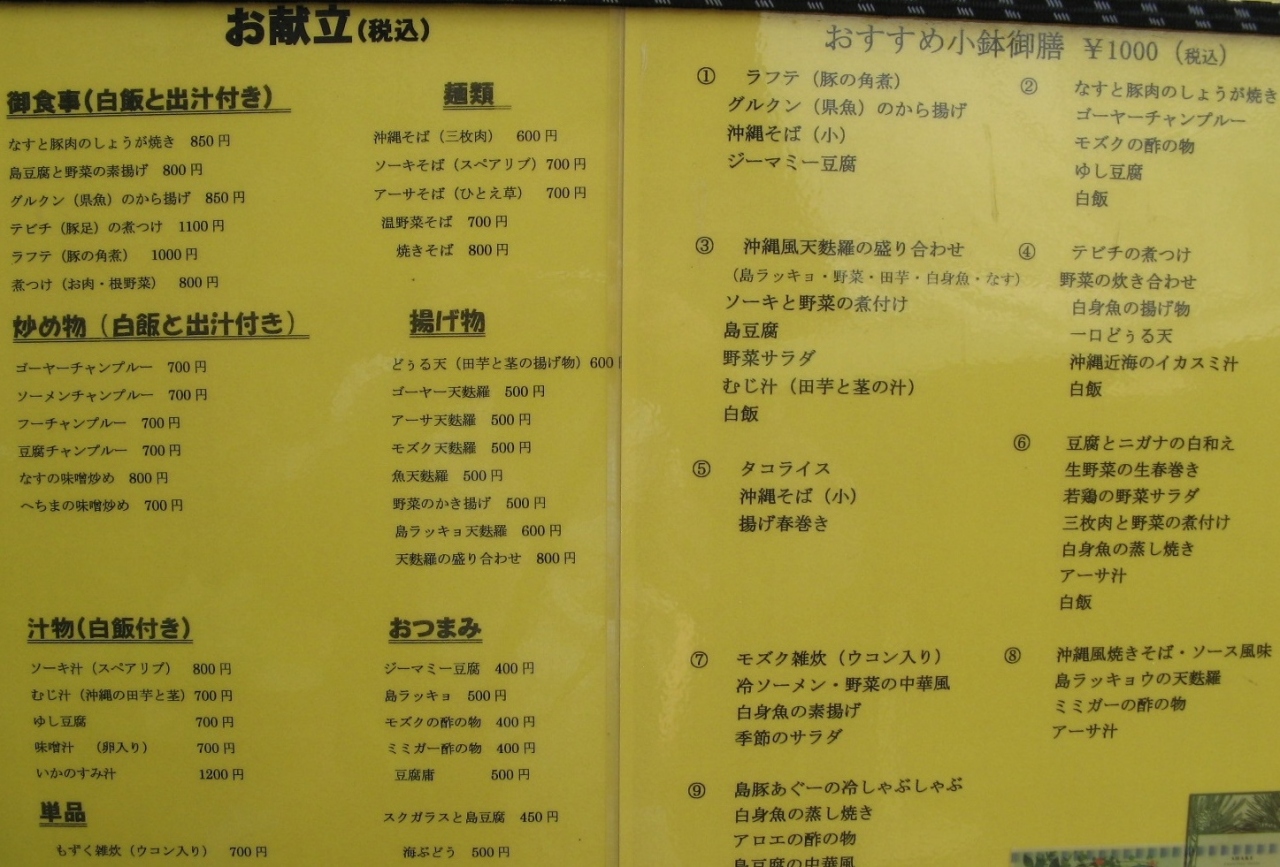 お献立(税込)
御食事(白飯と出汁付き)
なすと豚肉のしょうが焼き 850円
島豆腐と野菜の素揚げ 800円
グルクン（県魚）のから揚げ 850円
テビチ（豚足）の煮つけ 1100円
ラフテ（豚の角煮） 1000円
煮つけ（お肉・根野菜） 800円
炒め物（白飯と出汁付き）
ゴーヤーチャンプルー 700円
ソーメンチャンプルー 700円
フーチャンプルー 700円
豆腐チャンプルー 700円
なすの味噌炒め 800円
へちまの味噌炒め 700円
汁物(白飯付き)
ソーキ汁（スペアリブ） 800円
むじ汁（沖縄の田芋と茎）700円
ゆし豆腐 700円
味噌汁 （卵入り） 700円
いかのすみ汁 1200円
単品
もずく雑炊（ウコン入り） 700円
麺類
沖縄そば（三枚肉） 600円
ソーキそば（スペアリブ）700円
アーサそば（ひとえ草） 700円
温野菜そば 700円
焼きそば 800円
揚げ物
どぅる天（田芋と茎の揚げ物）600
ゴーヤー天麩羅 500円
アーサ天麩羅 500円
モズク天麩羅 500円
魚天麩羅 500円
野菜のかき揚げ 500円
島ラッキョ天麩羅 600円
天麩羅の盛り合わせ 800円
おつまみ
ジーマミー豆腐 400円
島ラッキョ 500円
モズクの酢の物 400円
ミミガー酢の物 400円
豆腐庸 500円
スクガラスと島豆腐 450円
海ぶどう 500円
おすすめ小鉢御膳 ￥1000（税込）
① ラフテ（豚の角煮）
グルクン（県魚）のから揚げ
沖縄そば（小）
ジーマミー豆腐
② なすと豚肉のしょうが焼き
ゴーヤーチャンプルー
モズクの酢の物
ゆし豆腐
白飯
③ 沖縄風天麩羅の盛り合わせ
（島ラッキョ・野菜・田芋・白身魚・なす）
ソーキと野菜の煮付け
島豆腐
野菜サラダ
むじ汁（田芋と茎の汁）
白飯
④ テビチの煮つけ
野菜の炊き合わせ
白身魚の揚げ物
一口どぅる天
沖縄近海のイカスミ汁
白飯
⑤ タコライス
沖縄そば（小）
揚げ春巻き
⑥ 豆腐とニガナの白和え
生野菜の生春巻き
若鶏の野菜サラダ
三枚肉と野菜の煮付け
白身魚の蒸し焼き
アーサ汁
白飯
⑦ モズク雑炊（ウコン入り）
冷ソーメン・野菜の中華風
白身魚の素揚げ
季節のサラダ
⑧ 沖縄風焼きそば・ソース風味
島ラッキョウの天麩羅
ミミガーの酢の物
アーサ汁
⑨ 島豚あぐーの冷しゃぶしゃぶ
白身魚の蒸し焼き
アロエの酢の物
島豆腐の中華風